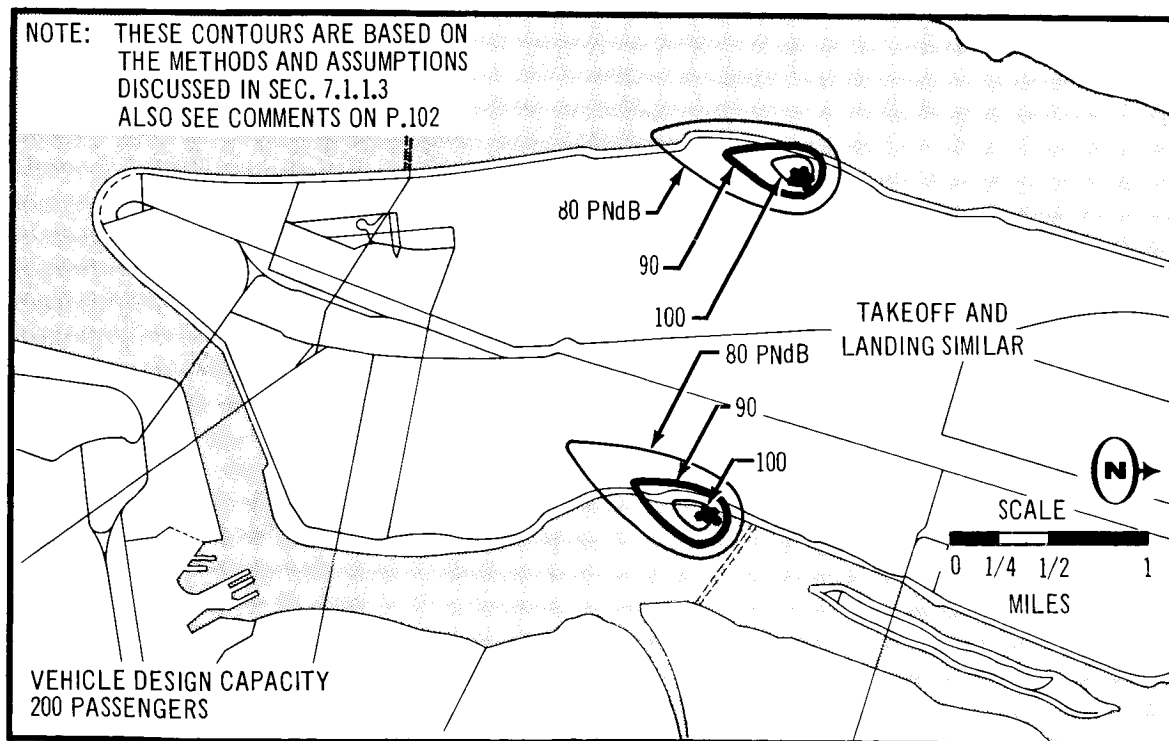 NOTE: THESE CONTOURS ARE BASED ON
THE METHODS AND ASSUMPTIONS
DISCUSSED IN SEC. 7.1.1.3
ALSO SEE COMMENTS ON P.102
80 PNdB
90
100
TAKEOFF AND
LANDING SIMILAR
80 PNdB
90
100
N
SCALE
0 1/4 1/2 1
MILES
VEHICLE DESIGN CAPACITY
200 PASSENGERS